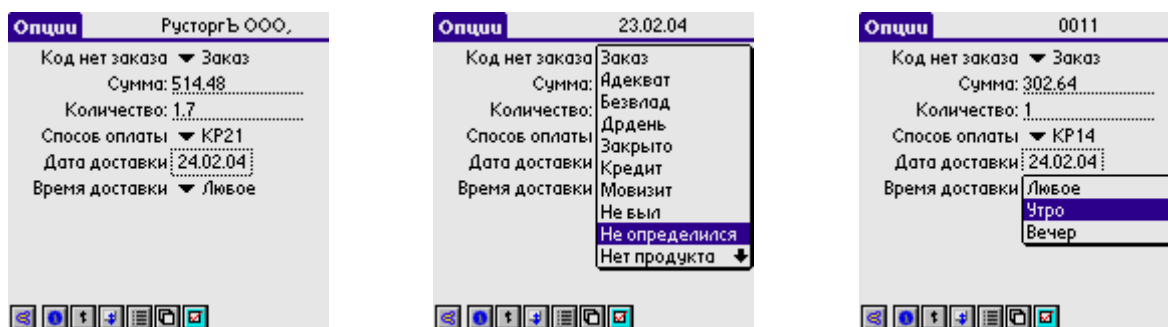 Опции РусторгЪ ООО,
Код нет заказа Заказ
Сумма: 514.48
Количество: 1.7
Способ оплаты КР21
Дата доставки 24.02.04
Время доставки Любое
Опции 23.02.04
Код нет заказа Заказ
Сумма: Адекват
Количество: Безвлад
Дрдень
Способ оплаты Закрыто
Дата доставки Кредит
Время доставки Мовизит
Не был
Не определился
Нет продукта
Опции 0011
Код нет заказа Заказ
Сумма: 302.64
Количество: 1
Способ оплаты КР14
Дата доставки 24.02.04
Время доставки Любое
Утро
Вечер